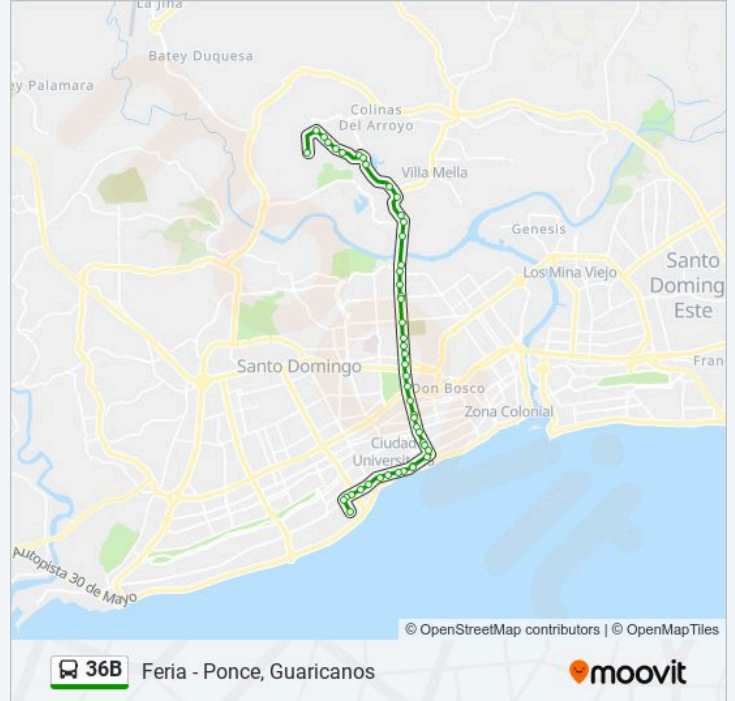 La Jina
Batey Duquesa
ey Palamara
Colinas
Del Arroyo
Villa Mella
Genesis
Los Mina Viejo
Santo
Doming
Este
Santo Domingo
Fran
Don Bosco
Zona Colonial
Ciudad
Universit a
Autopista 30 de Mayo
© OpenStreetMap contributors | © OpenMapTiles
36B Feria - Ponce, Guaricanos
moovit